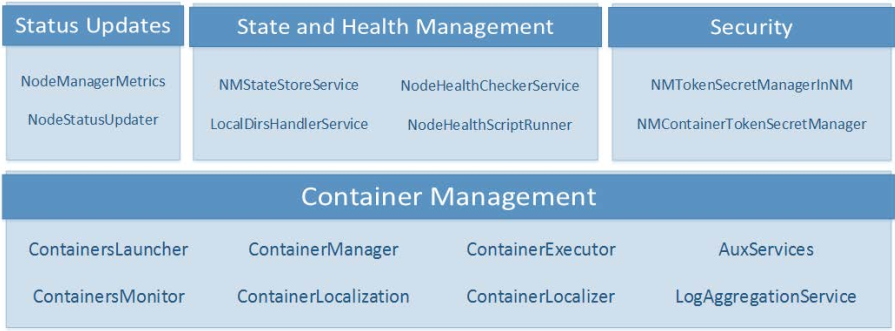 Status Updates
NodeManagerMetrics
NodeStatusUpdater
State and Health Management
NMStateStoreService NodeHealthCheckerService
LocalDirsHandlerService NodeHealthScriptRunner
Security
NMTokenSecretManagerInNM
NMContainerTokenSecretManager
Container Management
ContainersLauncher ContainerManager ContainerExecutor AuxServices
ContainersMonitor ContainerLocalization ContainerLocalizer LogAggregationService